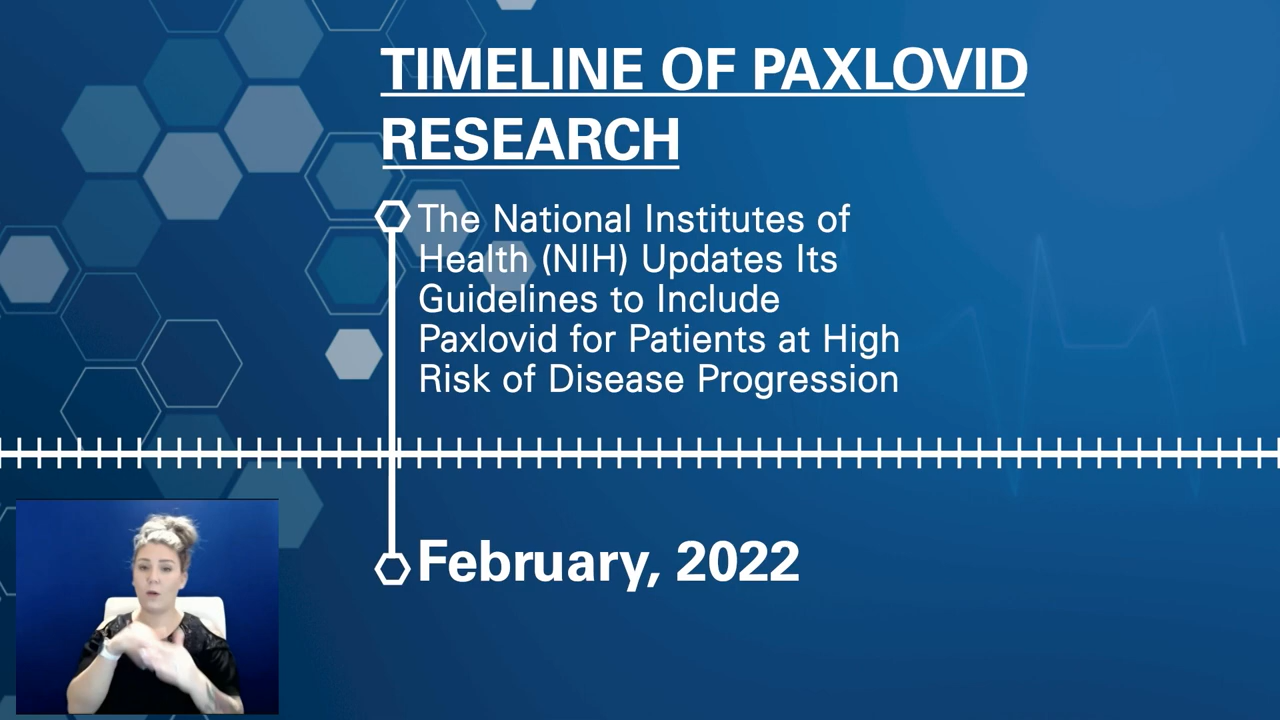 TIMELINE OF PAXLOVID
RESEARCH
The National Institutes of
Health (NIH) Updates Its
Guidelines to Include
Paxlovid for Patients at High
Risk of Disease Progression
February, 2022